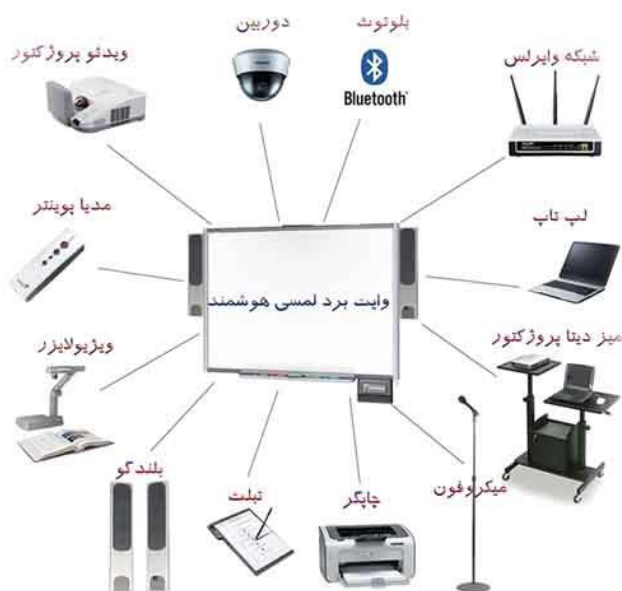 بلوتوث
دوربین
ویدئو پروژکتور
شبکه وایرلس
Bluetooth
مدیا پوینتر
لپ تاپ
وایت برد لمسی هوشمند
ویژیولایزر
میز دیتا پروژکتور
بلندگو
تبلت
چاپگر
میکروفون